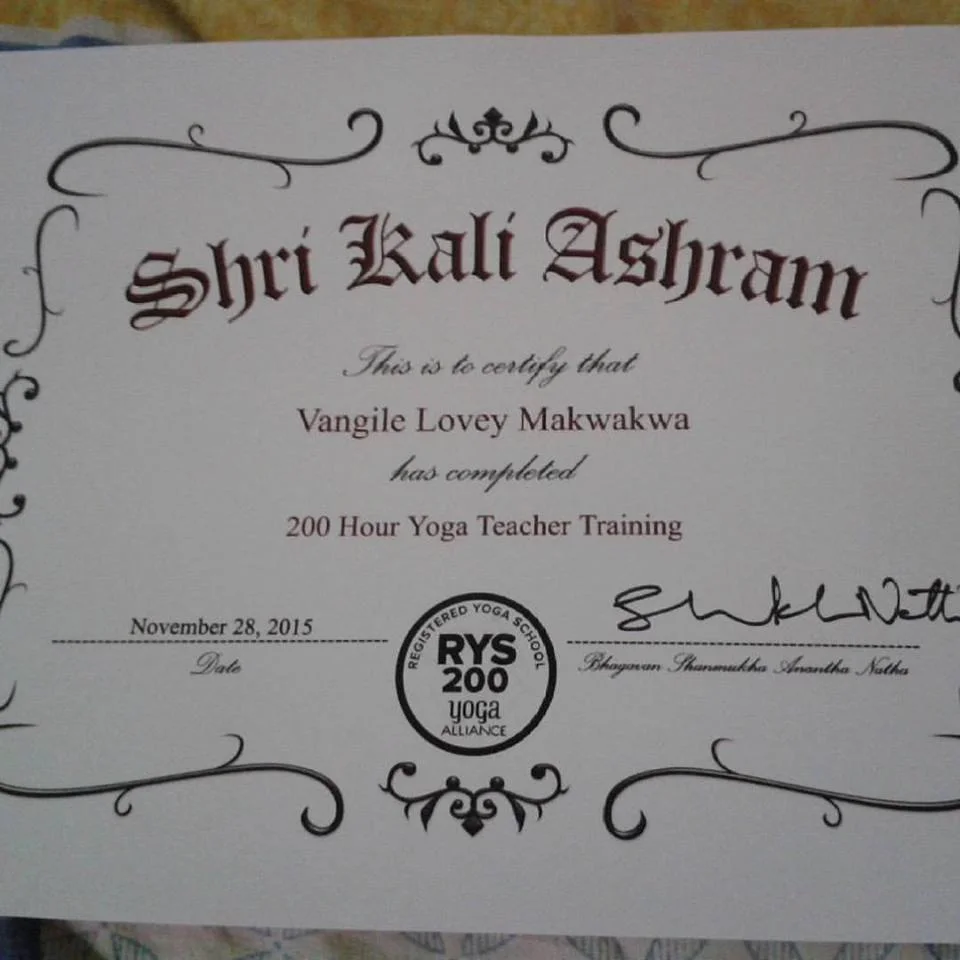 Shri Kali Ashram
This is to certify that
Vangile Lovey Makwakwa
has completed
200 Hour Yoga Teacher Training
November 28, 2015
Date
REGISTERED YOGA SCHOOL
RYS
200
yoga
ALLIANCE
Bhagavan Shanmukha Anantha Natha